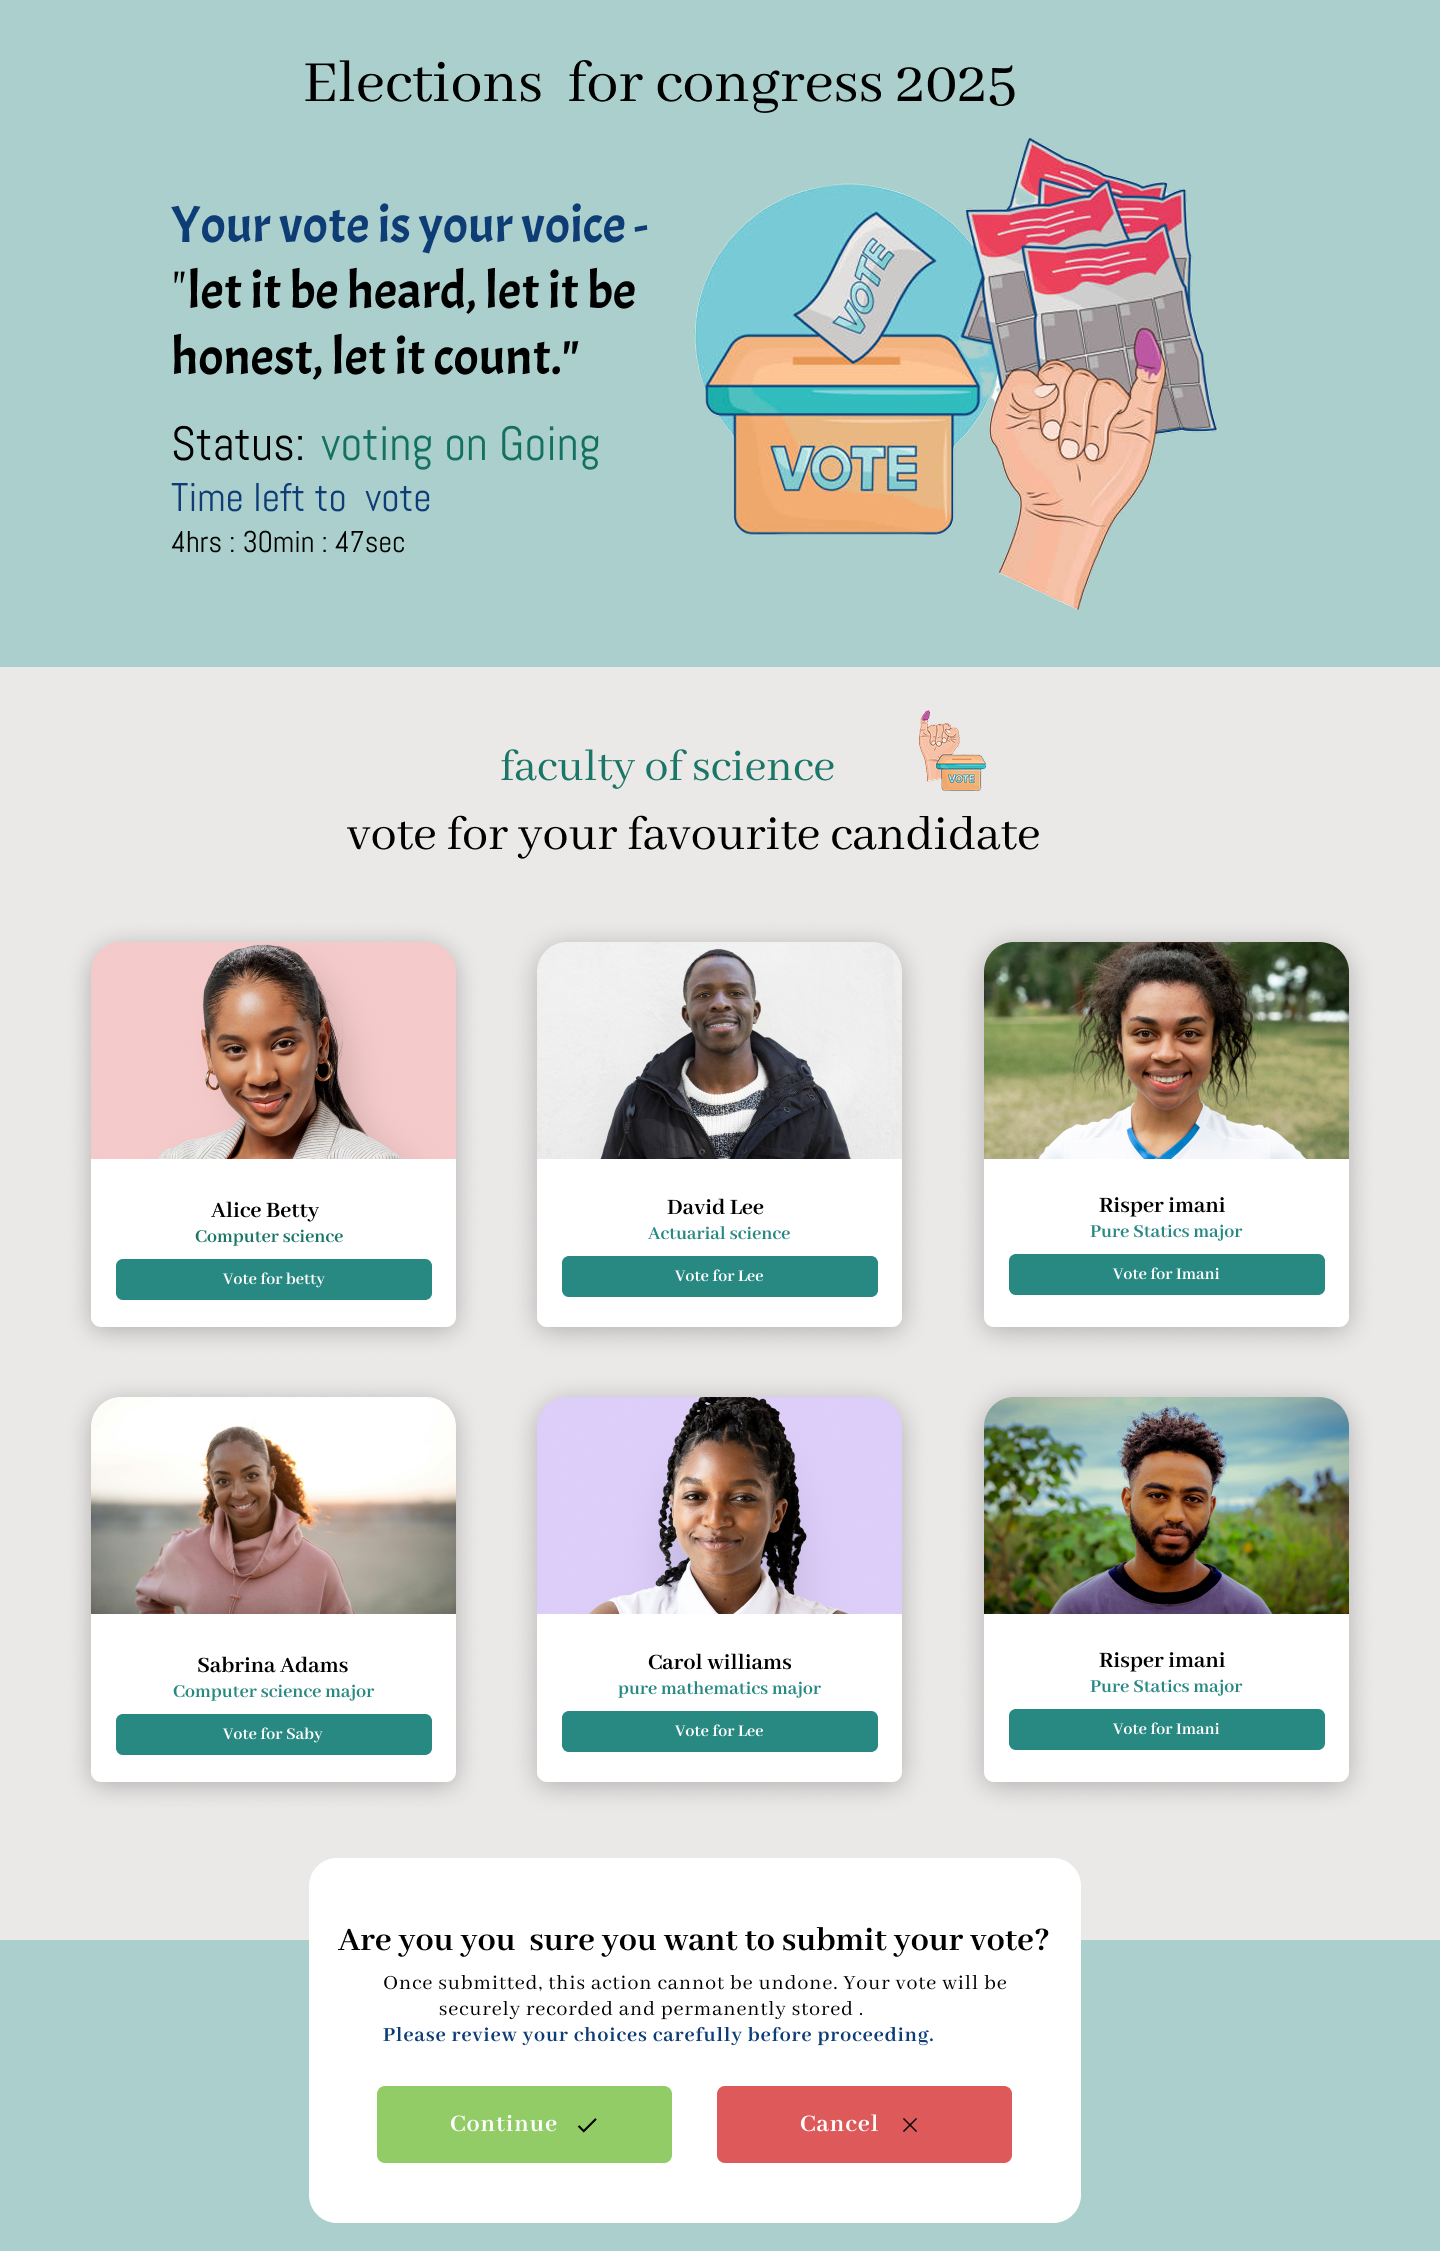 Elections for congress 2025
Your vote is your voice -
"let it be heard, let it be
honest, let it count."
Status: voting on Going
Time left to vote
4hrs : 30min : 47sec
VOTE
VOTE
faculty of science
VOTE
vote for your favourite candidate
Alice Betty
Computer science
Vote for betty
David Lee
Actuarial science
Vote for Lee
Risper imani
Pure Statics major
Vote for Imani
Sabrina Adams
Computer science major
Vote for Saby
Carol williams
pure mathematics major
Vote for Lee
Risper imani
Pure Statics major
Vote for Imani
Are you you sure you want to submit your vote?
Once submitted, this action cannot be undone. Your vote will be
securely recorded and permanently stored .
Please review your choices carefully before proceeding.
Continue
Cancel